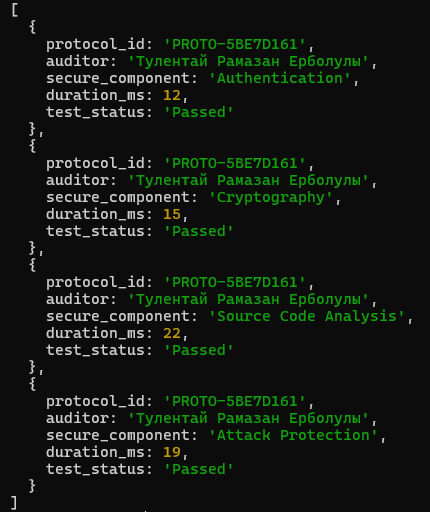 [
  {
    protocol_id: 'PROTO-5BE7D161',
    auditor: 'Тулентай Рамазан Ерболулы',
    secure_component: 'Authentication',
    duration_ms: 12,
    test_status: 'Passed'
  },
  {
    protocol_id: 'PROTO-5BE7D161',
    auditor: 'Тулентай Рамазан Ерболулы',
    secure_component: 'Cryptography',
    duration_ms: 15,
    test_status: 'Passed'
  },
  {
    protocol_id: 'PROTO-5BE7D161',
    auditor: 'Тулентай Рамазан Ерболулы',
    secure_component: 'Source Code Analysis',
    duration_ms: 22,
    test_status: 'Passed'
  },
  {
    protocol_id: 'PROTO-5BE7D161',
    auditor: 'Тулентай Рамазан Ерболулы',
    secure_component: 'Attack Protection',
    duration_ms: 19,
    test_status: 'Passed'
  }
]